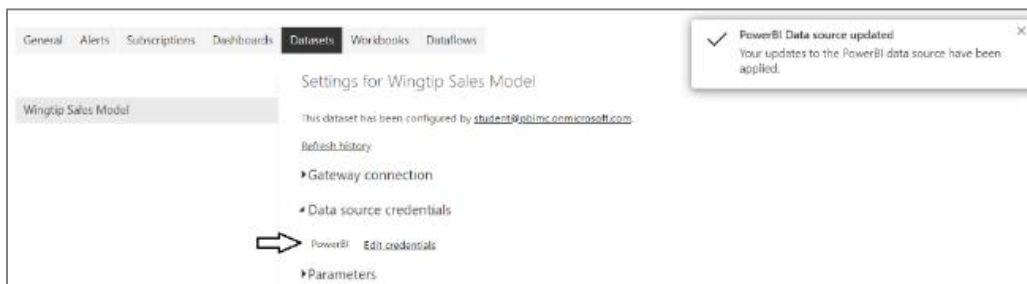 General Alerts Subscriptions Dashboards Datasets Workbooks Dataflows
PowerBI Data source updated
Your updates to the PowerBI data source have been
applied.
Settings for Wingtip Sales Model
Wingtip Sales Model
This dataset has been configured by student@pbimc.onmicrosoft.com.
Refresh history
Gateway connection
Data source credentials
PowerBI Edit credentials
Parameters